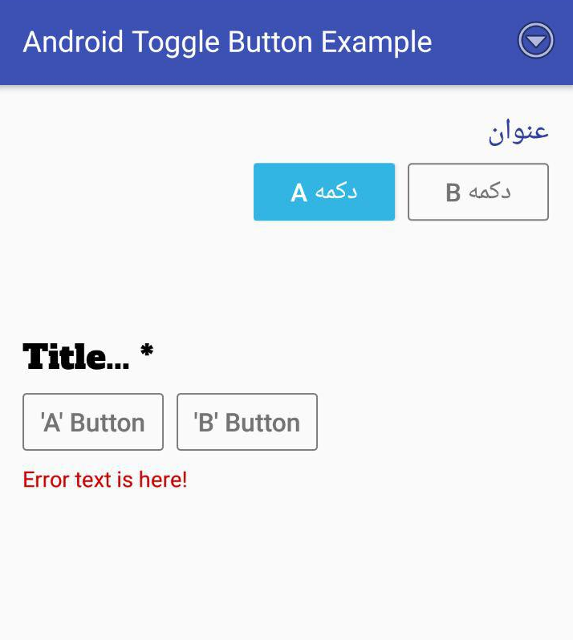 Android Toggle Button Example
عنوان
دکمه B
دکمه A
Title... *
'A' Button 'B' Button
Error text is here!